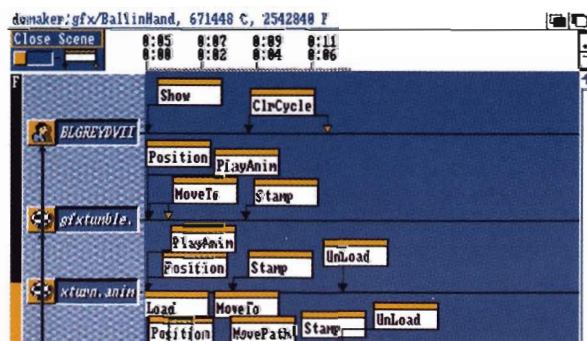 demaker:gfx/BallinHand, 671448 C, 2542848 F
Close Scene
0:05 0:07 0:09 0:11
0:00 0:02 0:04 0:06
F
Show
ClrCycle
BLGREYDVII
Position
PlayAnim
MoveTo
Stamp
gfxtumble.
PlayAnim
Position
Stamp
UnLoad
xturn.anim
Load
MoveTo
Position
MovePath
Stamp
UnLoad